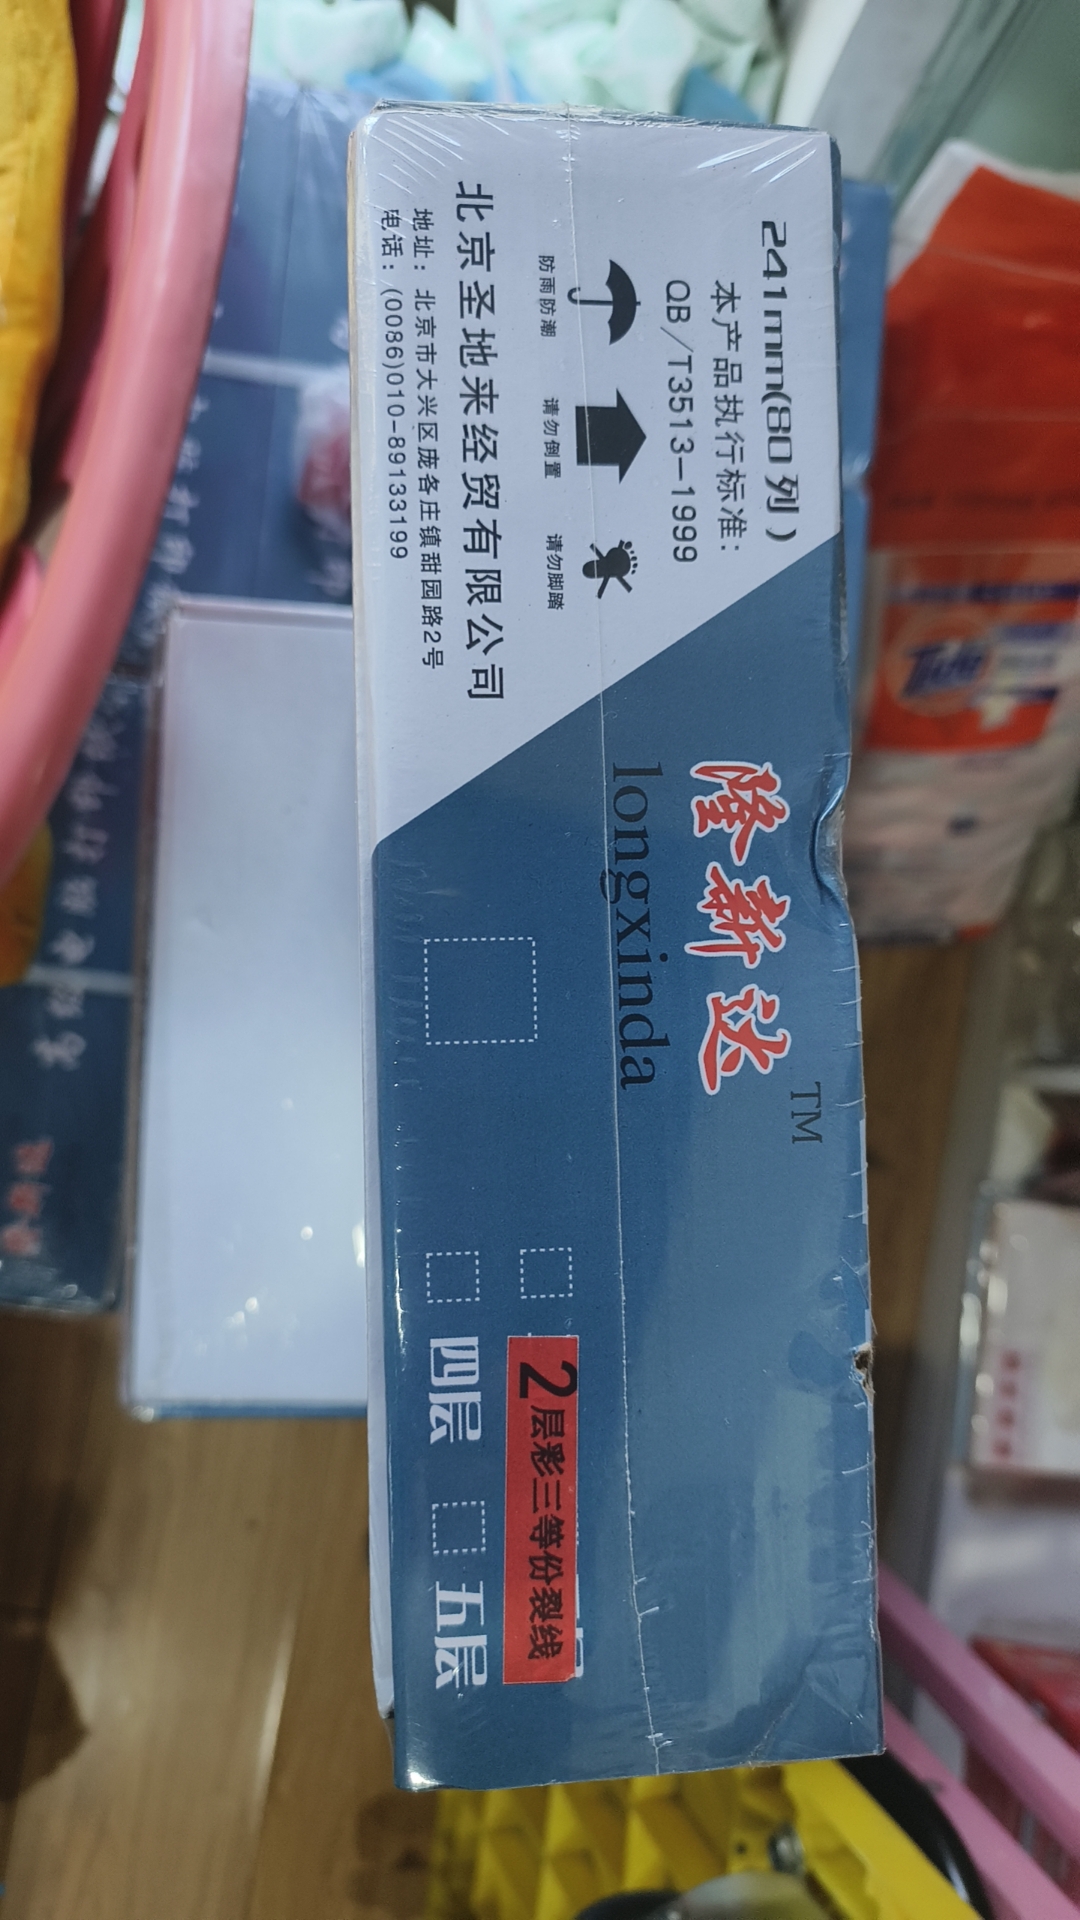 241mm(80列)
本产品执行标准：
QB/T3513-1999
防雨防潮
请勿倒置
请勿脚踏
北京圣地来经贸有限公司
地址：北京市大兴区庞各庄镇甜园路2号
电话：(0086)010-89133199
隆新达 TM
longxinda
2层彩三等份裂线
四层
五层
Tide